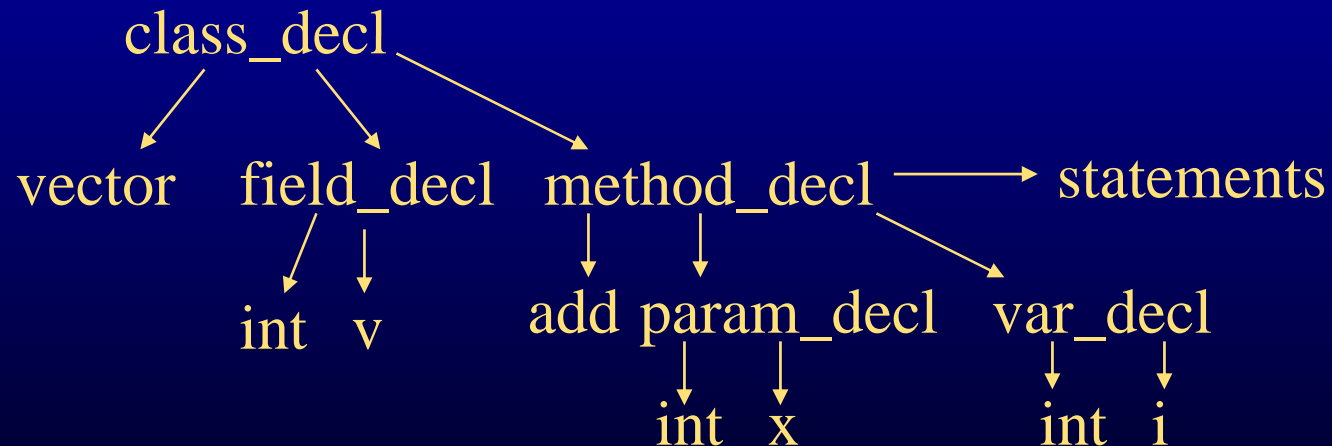 class_decl
vector field_decl method_decl statements
int v add param_decl var_decl
int x int i